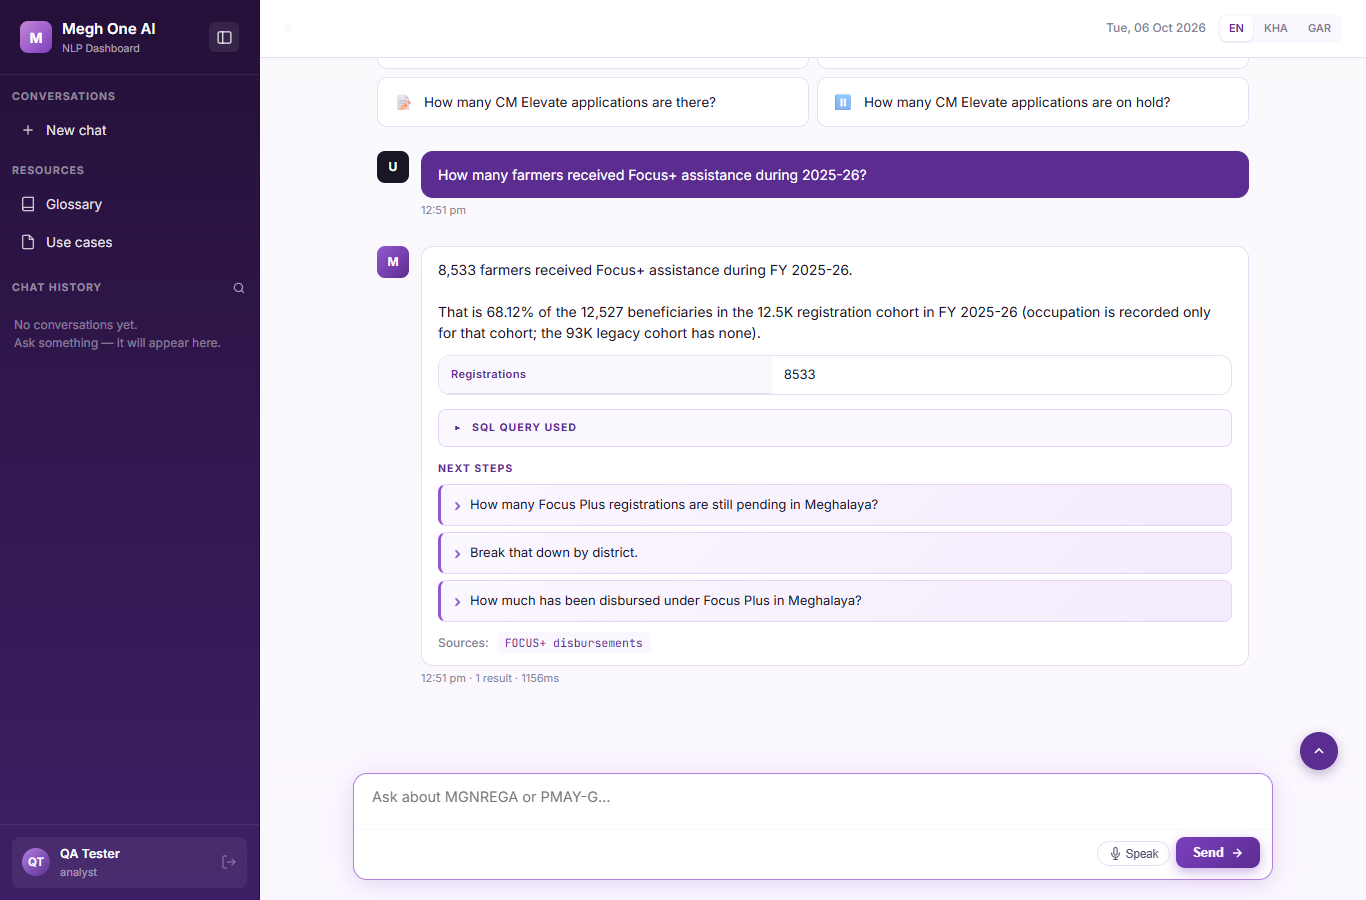 M
Megh One AI
NLP Dashboard
CONVERSATIONS
+ New chat
RESOURCES
Glossary
Use cases
CHAT HISTORY
No conversations yet.
Ask something — it will appear here.
QT
QA Tester
analyst
Tue, 06 Oct 2026
EN
KHA
GAR
How many CM Elevate applications are there?
How many CM Elevate applications are on hold?
U
How many farmers received Focus+ assistance during 2025-26?
12:51 pm
M
8,533 farmers received Focus+ assistance during FY 2025-26.
That is 68.12% of the 12,527 beneficiaries in the 12.5K registration cohort in FY 2025-26 (occupation is recorded only
for that cohort; the 93K legacy cohort has none).
Registrations
8533
SQL QUERY USED
NEXT STEPS
How many Focus Plus registrations are still pending in Meghalaya?
Break that down by district.
How much has been disbursed under Focus Plus in Meghalaya?
Sources: FOCUS+ disbursements
12:51 pm · 1 result · 1156ms
Ask about MGNREGA or PMAY-G...
Speak
Send →